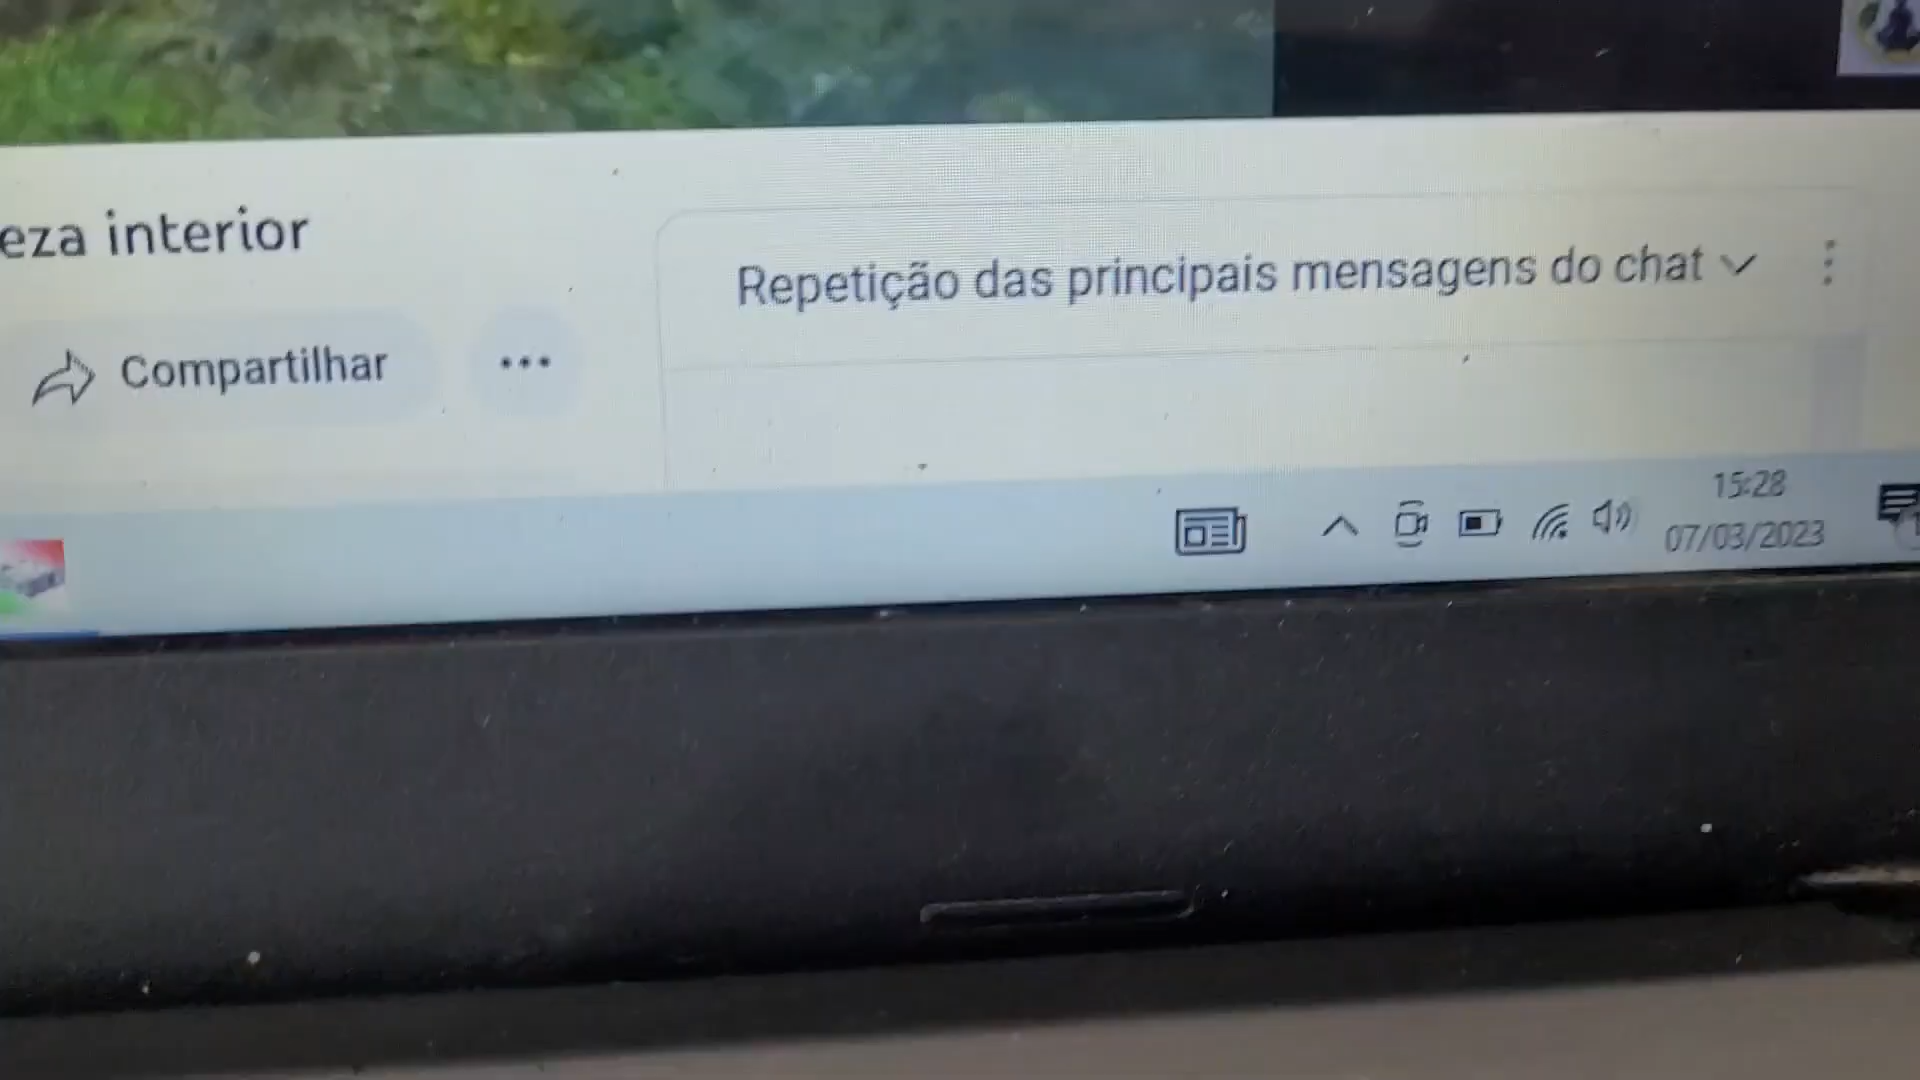 eza interior
Repetição das principais mensagens do chat
Compartilhar
15:28
07/03/2023